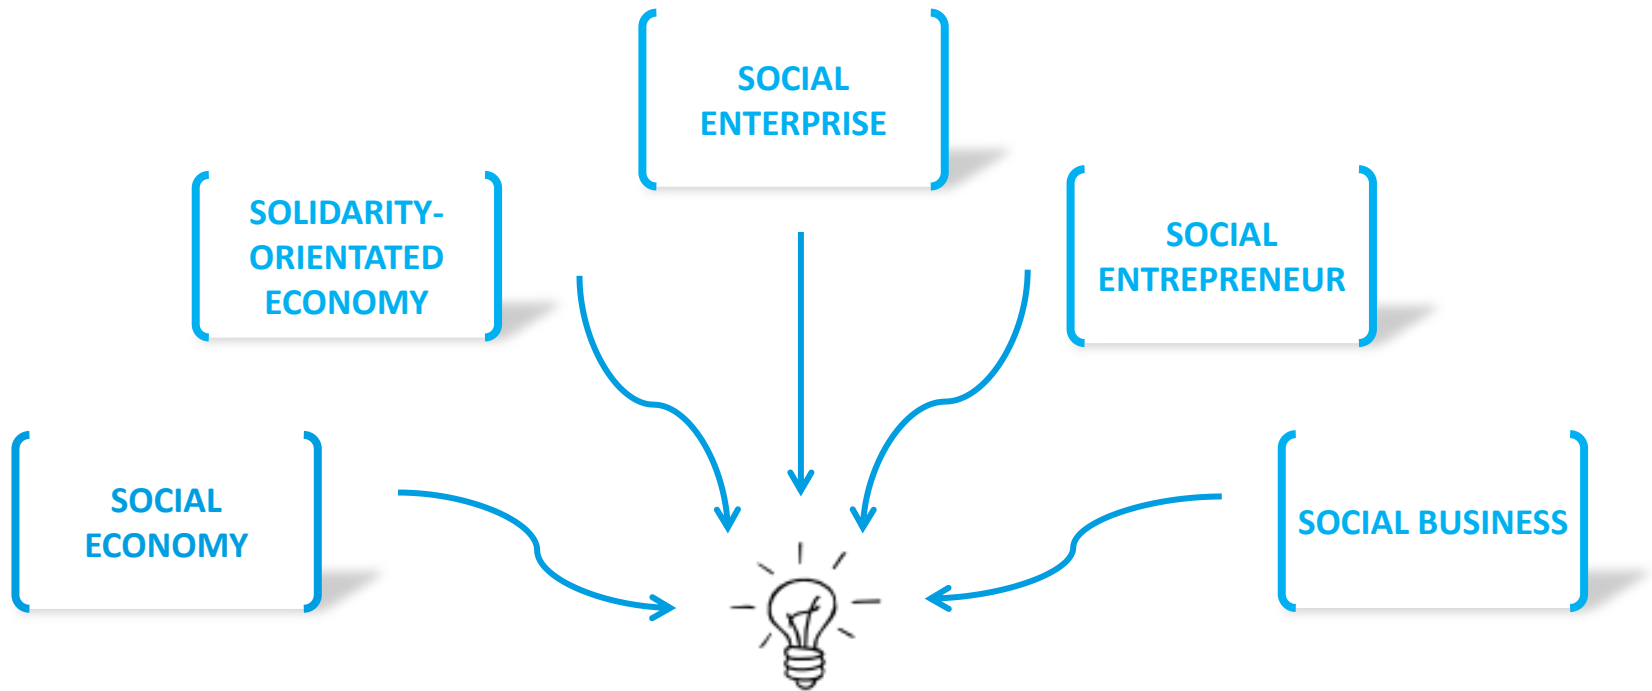 SOCIAL
ENTERPRISE
SOLIDARITY-
ORIENTATED
ECONOMY
SOCIAL
ENTREPRENEUR
SOCIAL
ECONOMY
SOCIAL BUSINESS